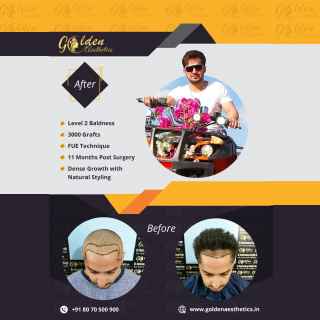 Golden
Aesthetics
After
Level 2 Baldness
3000 Grafts
FUE Technique
11 Months Post Surgery
Dense Growth with
Natural Styling
Before
+91 80 70 500 900
www.goldenaesthetics.in